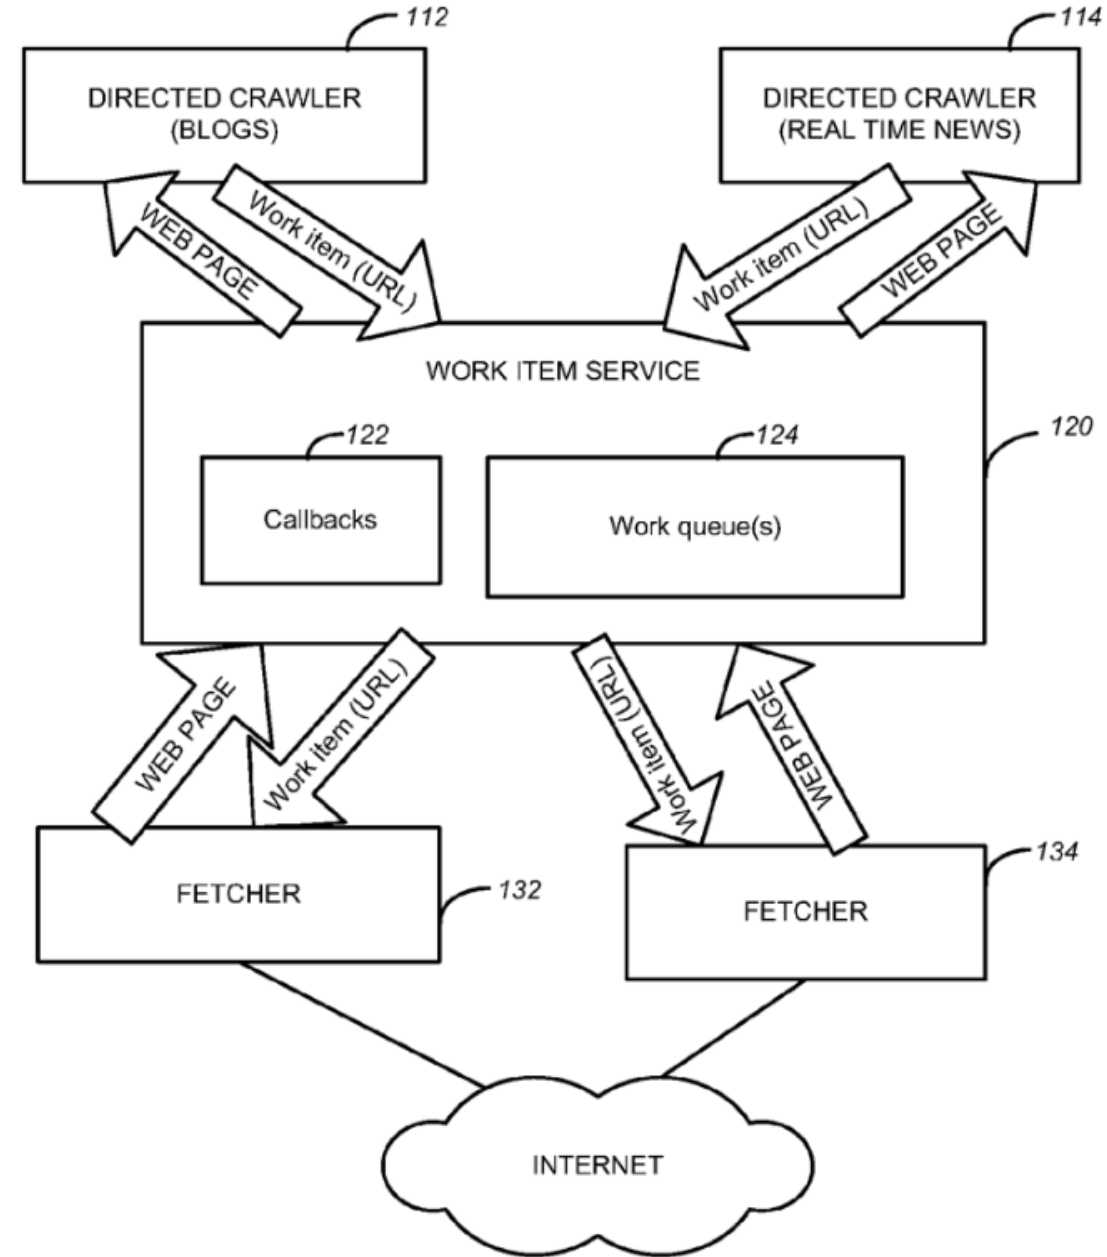 112
114
DIRECTED CRAWLER
(BLOGS)
DIRECTED CRAWLER
(REAL TIME NEWS)
WEB PAGE
Work item (URL)
Work item (URL)
WEB PAGE
WORK ITEM SERVICE
120
122
124
Callbacks
Work queue(s)
WEB PAGE
Work item (URL)
Work item (URL)
WEB PAGE
FETCHER
132
FETCHER
134
INTERNET